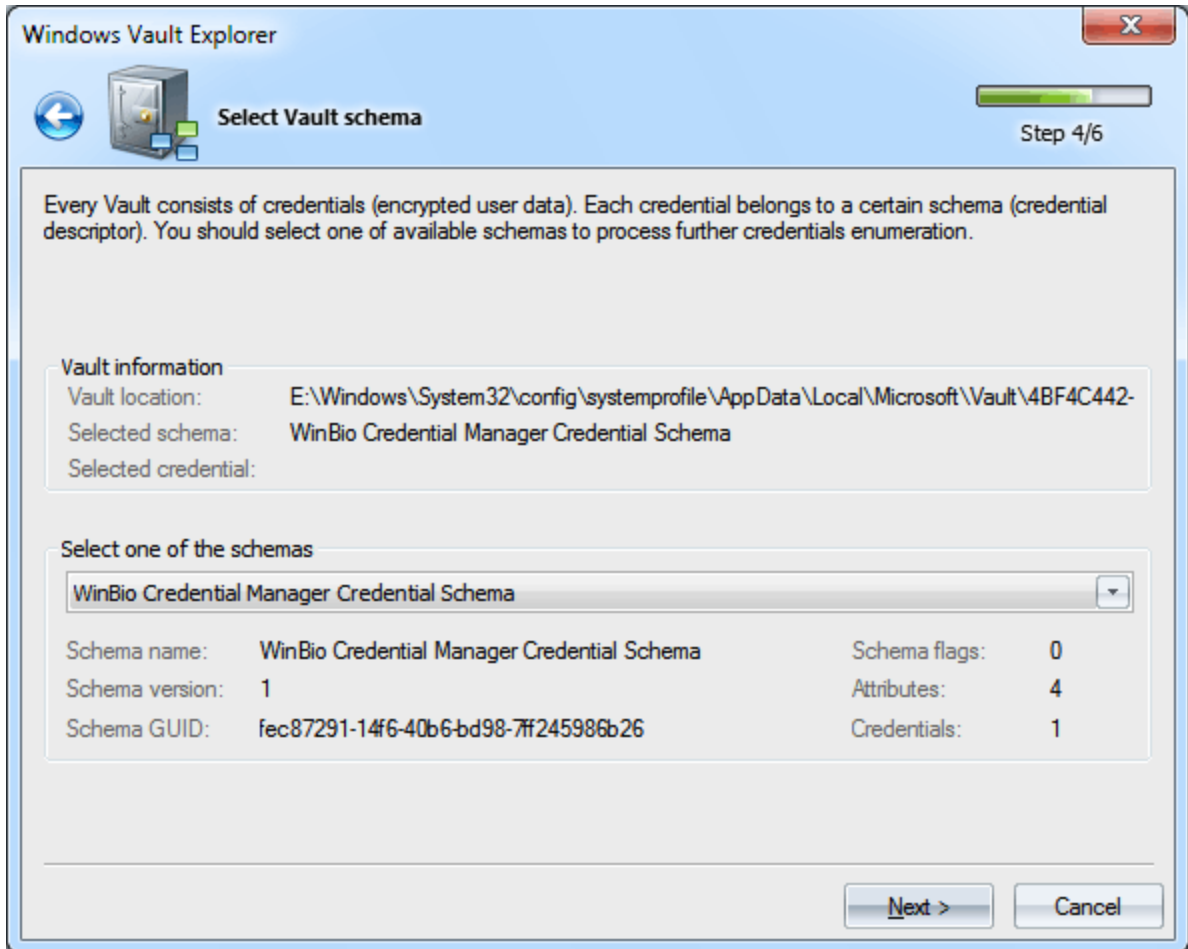 Windows Vault Explorer
Select Vault schema
Step 4/6
Every Vault consists of credentials (encrypted user data). Each credential belongs to a certain schema (credential
descriptor). You should select one of available schemas to process further credentials enumeration.
Vault information
Vault location: E:\Windows\System32\config\systemprofile\AppData\Local\Microsoft\Vault\4BF4C442-
Selected schema: WinBio Credential Manager Credential Schema
Selected credential:
Select one of the schemas
WinBio Credential Manager Credential Schema
Schema name: WinBio Credential Manager Credential Schema Schema flags: 0
Schema version: 1 Attributes: 4
Schema GUID: fec87291-14f6-40b6-bd98-7ff245986b26 Credentials: 1
Next > Cancel